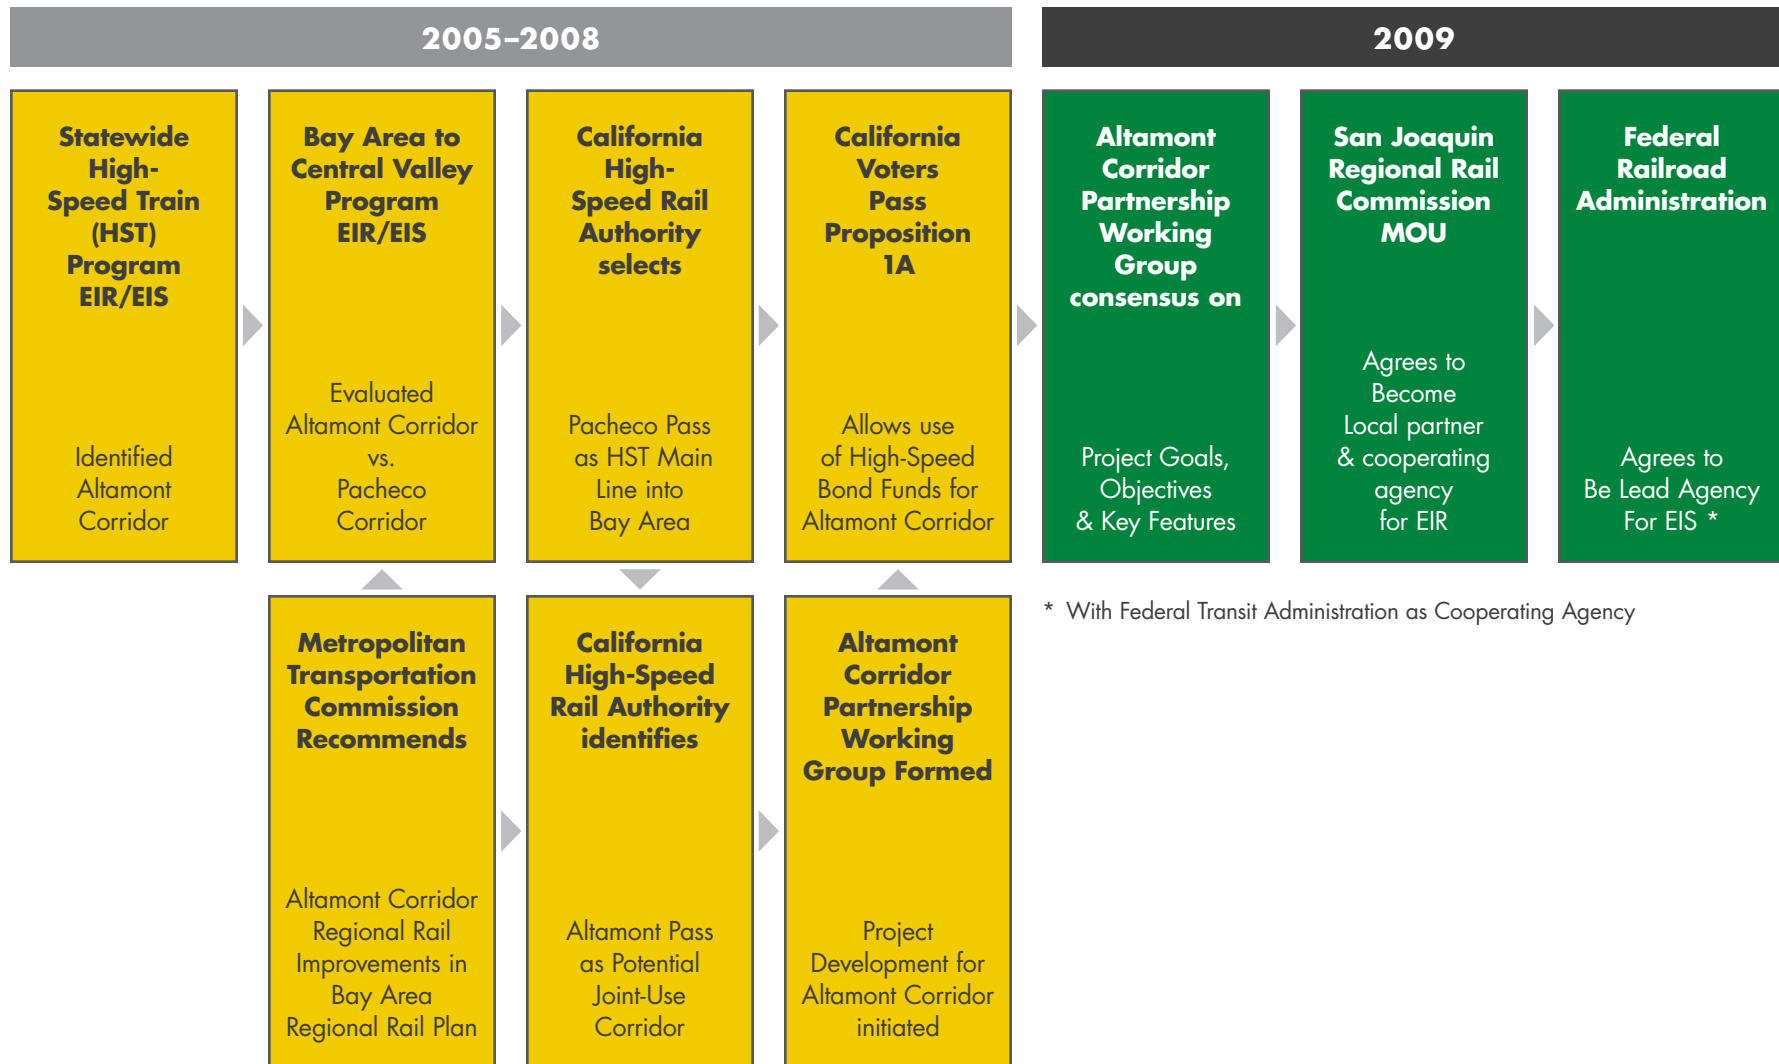 2005–2008
2009
Statewide
High-
Speed Train
(HST)
Program
EIR/EIS
Identified
Altamont
Corridor
Bay Area to
Central Valley
Program
EIR/EIS
Evaluated
Altamont Corridor
vs.
Pacheco
Corridor
California
High-
Speed Rail
Authority
selects
Pacheco Pass
as HST Main
Line into
Bay Area
California
Voters
Pass
Proposition
1A
Allows use
of High-Speed
Bond Funds for
Altamont Corridor
Altamont
Corridor
Partnership
Working
Group
consensus on
Project Goals,
Objectives
& Key Features
San Joaquin
Regional Rail
Commission
MOU
Agrees to
Become
Local partner
& cooperating
agency
for EIR
Federal
Railroad
Administration
Agrees to
Be Lead Agency
For EIS *
* With Federal Transit Administration as Cooperating Agency
Metropolitan
Transportation
Commission
Recommends
Altamont Corridor
Regional Rail
Improvements in
Bay Area
Regional Rail Plan
California
High-Speed
Rail Authority
identifies
Altamont Pass
as Potential
Joint-Use
Corridor
Altamont
Corridor
Partnership
Working
Group Formed
Project
Development for
Altamont Corridor
initiated